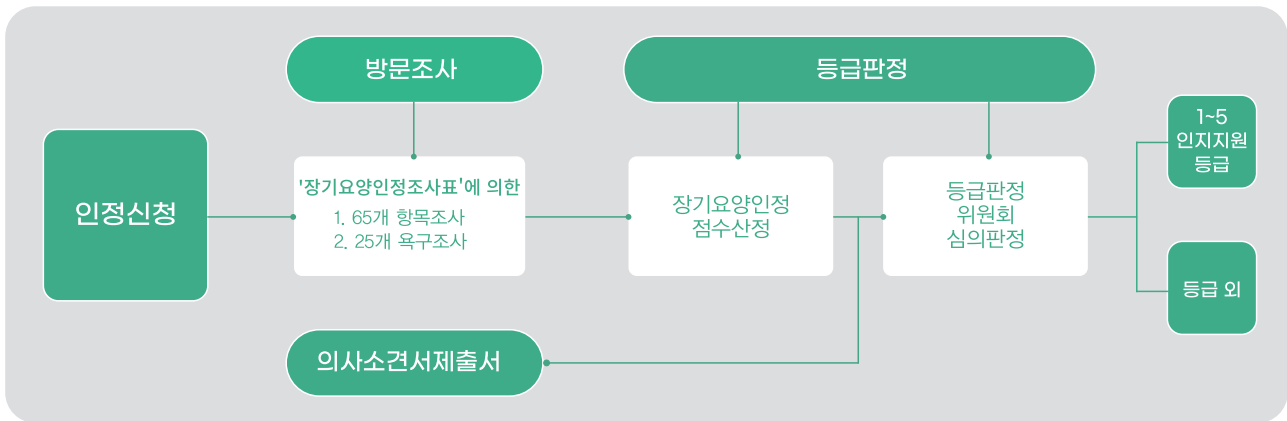 방문조사
등급판정
인정신청
'장기요양인정조사표'에 의한
1. 65개 항목조사
2. 25개 욕구조사
장기요양인정
점수산정
등급판정
위원회
심의판정
1~5
인지지원
등급
등급 외
의사소견서제출서